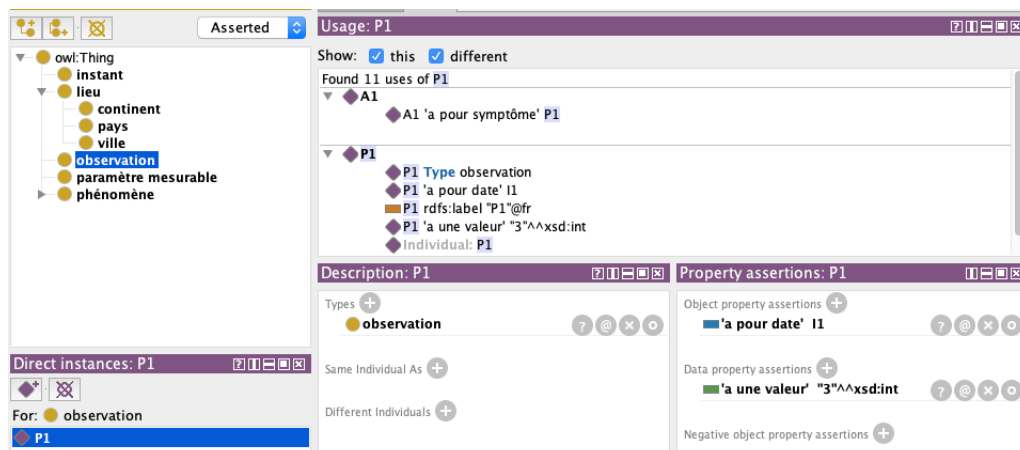 Asserted
owl:Thing
instant
lieu
continent
pays
ville
observation
paramètre mesurable
phénomène
Direct instances: P1
For: observation
P1
Usage: P1
Show: this different
Found 11 uses of P1
A1
A1 'a pour symptôme' P1
P1
P1 Type observation
P1 'a pour date' I1
P1 rdfs:label "P1"@fr
P1 'a une valeur' "3"^^xsd:int
Individual: P1
Description: P1
Types
observation
Same Individual As
Different Individuals
Property assertions: P1
Object property assertions
'a pour date' I1
Data property assertions
'a une valeur' "3"^^xsd:int
Negative object property assertions